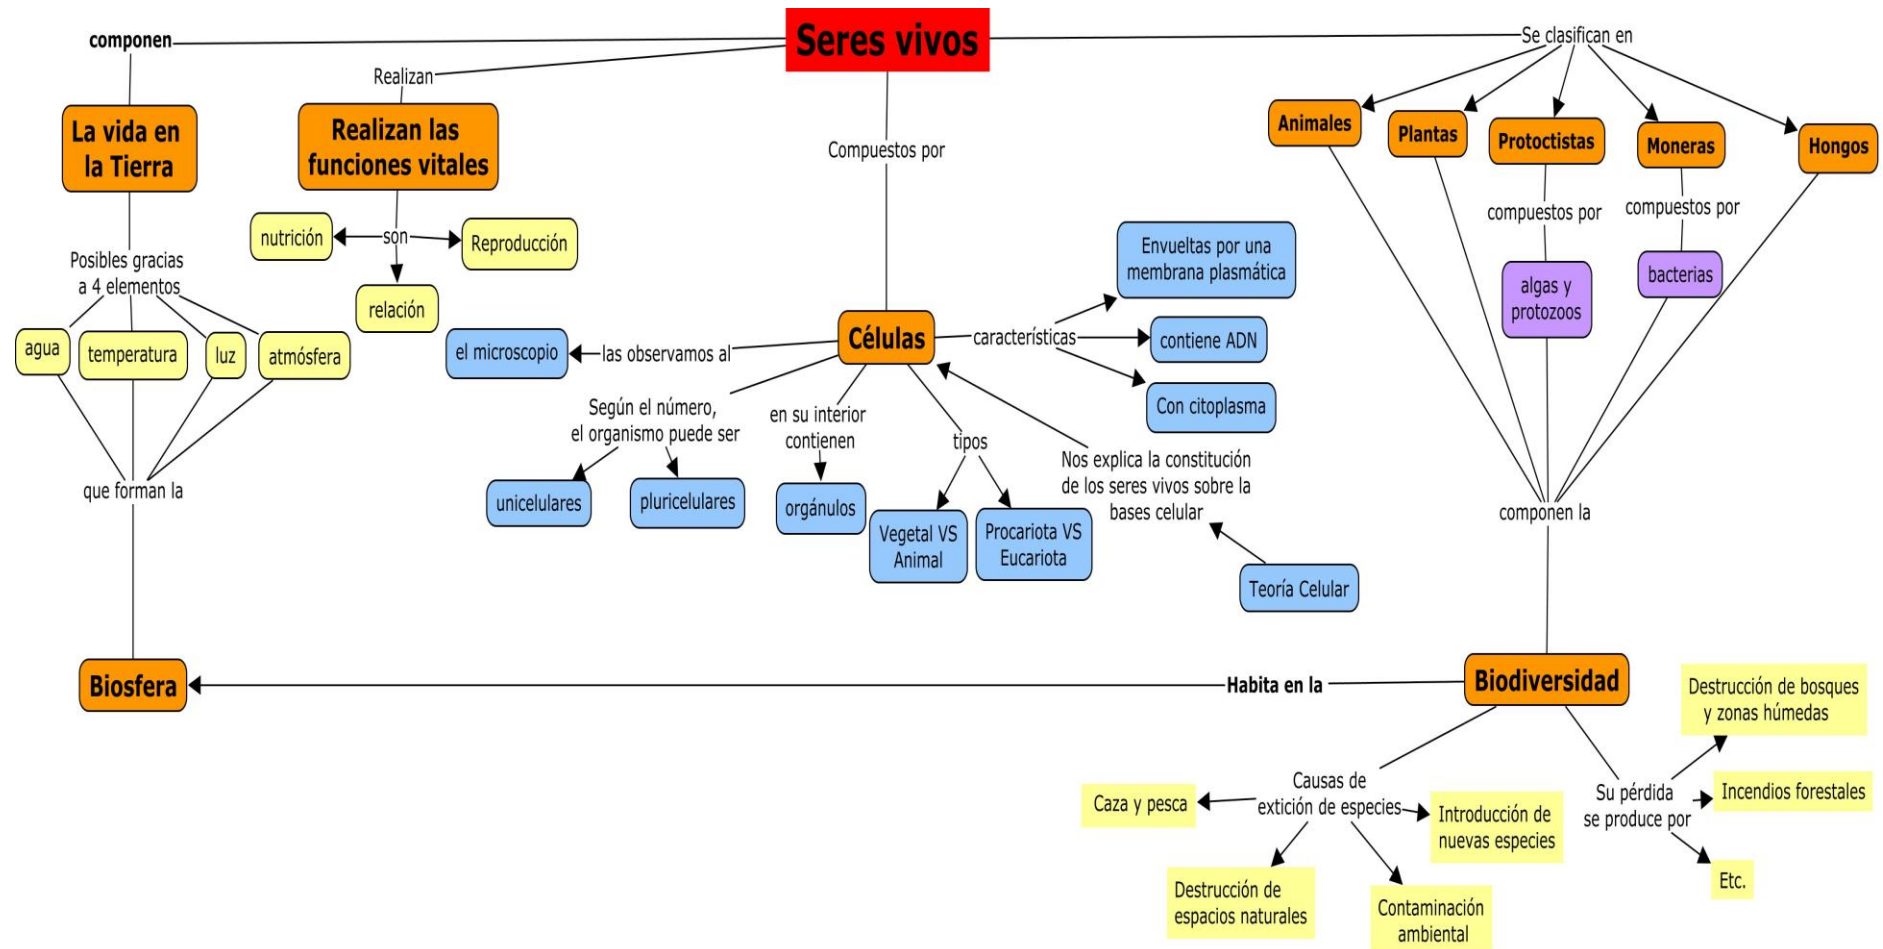 Seres vivos
componen
Realizan
Se clasifican en
La vida en
la Tierra
Realizan las
funciones vitales
Compuestos por
Animales
Plantas
Protoctistas
Moneras
Hongos
nutrición
son
Reproducción
relación
compuestos por
compuestos por
Posibles gracias
a 4 elementos
agua
temperatura
luz
atmósfera
que forman la
Envueltas por una
membrana plasmática
algas y
protozoos
bacterias
Células
características
contiene ADN
Con citoplasma
el microscopio
las observamos al
Según el número,
el organismo puede ser
unicelulares
pluricelulares
en su interior
contienen
orgánulos
tipos
Vegetal VS
Animal
Procariota VS
Eucariota
Nos explica la constitución
de los seres vivos sobre la
bases celular
Teoría Celular
componen la
Biosfera
Habita en la
Biodiversidad
Destrucción de bosques
y zonas húmedas
Causas de
extición de especies
Caza y pesca
Introducción de
nuevas especies
Su pérdida
se produce por
Incendios forestales
Etc.
Destrucción de
espacios naturales
Contaminación
ambiental